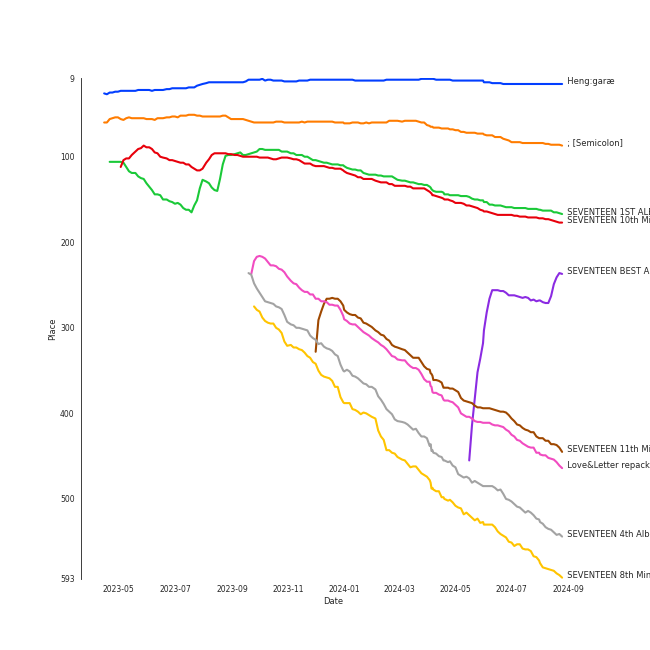 9
Heng:garæ
; [Semicolon]
100
SEVENTEEN 1ST AL
SEVENTEEN 10th Mi
200
SEVENTEEN BEST A
Place
300
400
SEVENTEEN 11th Mi
Love&Letter repack
500
SEVENTEEN 4th Alb
SEVENTEEN 8th Min
593
2023-05 2023-07 2023-09 2023-11 2024-01 2024-03 2024-05 2024-07 2024-09
Date